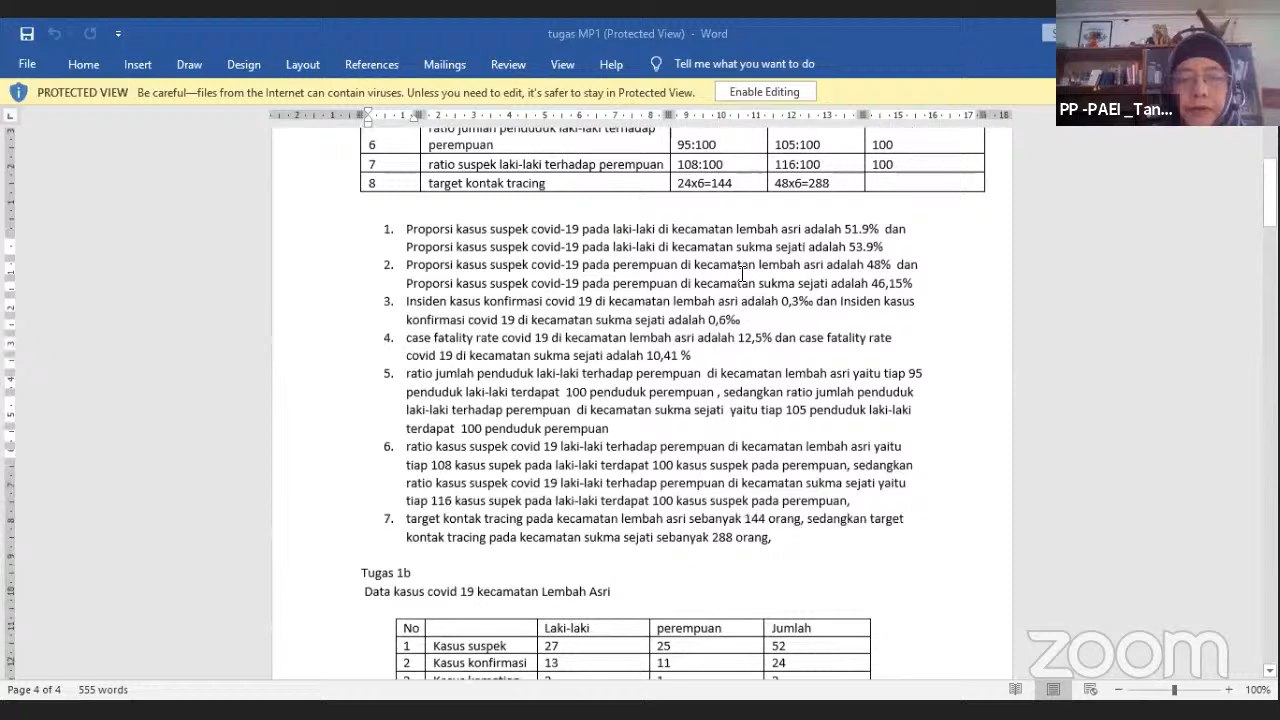 tugas MP1 (Protected View) - Word
File Home Insert Draw Design Layout References Mailings Review View Help Tell me what you want to do
PROTECTED VIEW Be careful—files from the Internet can contain viruses. Unless you need to edit, it's safer to stay in Protected View. Enable Editing
PP -PAEI _Tan...
ratio jumlah penduduk laki-laki terhadap
6 perempuan 95:100 105:100 100
7 ratio suspek laki-laki terhadap perempuan 108:100 116:100 100
8 target kontak tracing 24x6=144 48x6=288
1. Proporsi kasus suspek covid-19 pada laki-laki di kecamatan lembah asri adalah 51.9% dan
Proporsi kasus suspek covid-19 pada laki-laki di kecamatan sukma sejati adalah 53.9%
2. Proporsi kasus suspek covid-19 pada perempuan di kecamatan lembah asri adalah 48% dan
Proporsi kasus suspek covid-19 pada perempuan di kecamatan sukma sejati adalah 46,15%
3. Insiden kasus konfirmasi covid 19 di kecamatan lembah asri adalah 0,3‰ dan Insiden kasus
konfirmasi covid 19 di kecamatan sukma sejati adalah 0,6‰
4. case fatality rate covid 19 di kecamatan lembah asri adalah 12,5% dan case fatality rate
covid 19 di kecamatan sukma sejati adalah 10,41 %
5. ratio jumlah penduduk laki-laki terhadap perempuan di kecamatan lembah asri yaitu tiap 95
penduduk laki-laki terdapat 100 penduduk perempuan , sedangkan ratio jumlah penduduk
laki-laki terhadap perempuan di kecamatan sukma sejati yaitu tiap 105 penduduk laki-laki
terdapat 100 penduduk perempuan
6. ratio kasus suspek covid 19 laki-laki terhadap perempuan di kecamatan lembah asri yaitu
tiap 108 kasus supek pada laki-laki terdapat 100 kasus suspek pada perempuan, sedangkan
ratio kasus suspek covid 19 laki-laki terhadap perempuan di kecamatan sukma sejati yaitu
tiap 116 kasus supek pada laki-laki terdapat 100 kasus suspek pada perempuan,
7. target kontak tracing pada kecamatan lembah asri sebanyak 144 orang, sedangkan target
kontak tracing pada kecamatan sukma sejati sebanyak 288 orang,
Tugas 1b
Data kasus covid 19 kecamatan Lembah Asri
No Laki-laki perempuan Jumlah
1 Kasus suspek 27 25 52
2 Kasus konfirmasi 13 11 24
zoom
Page 4 of 4 555 words 100%